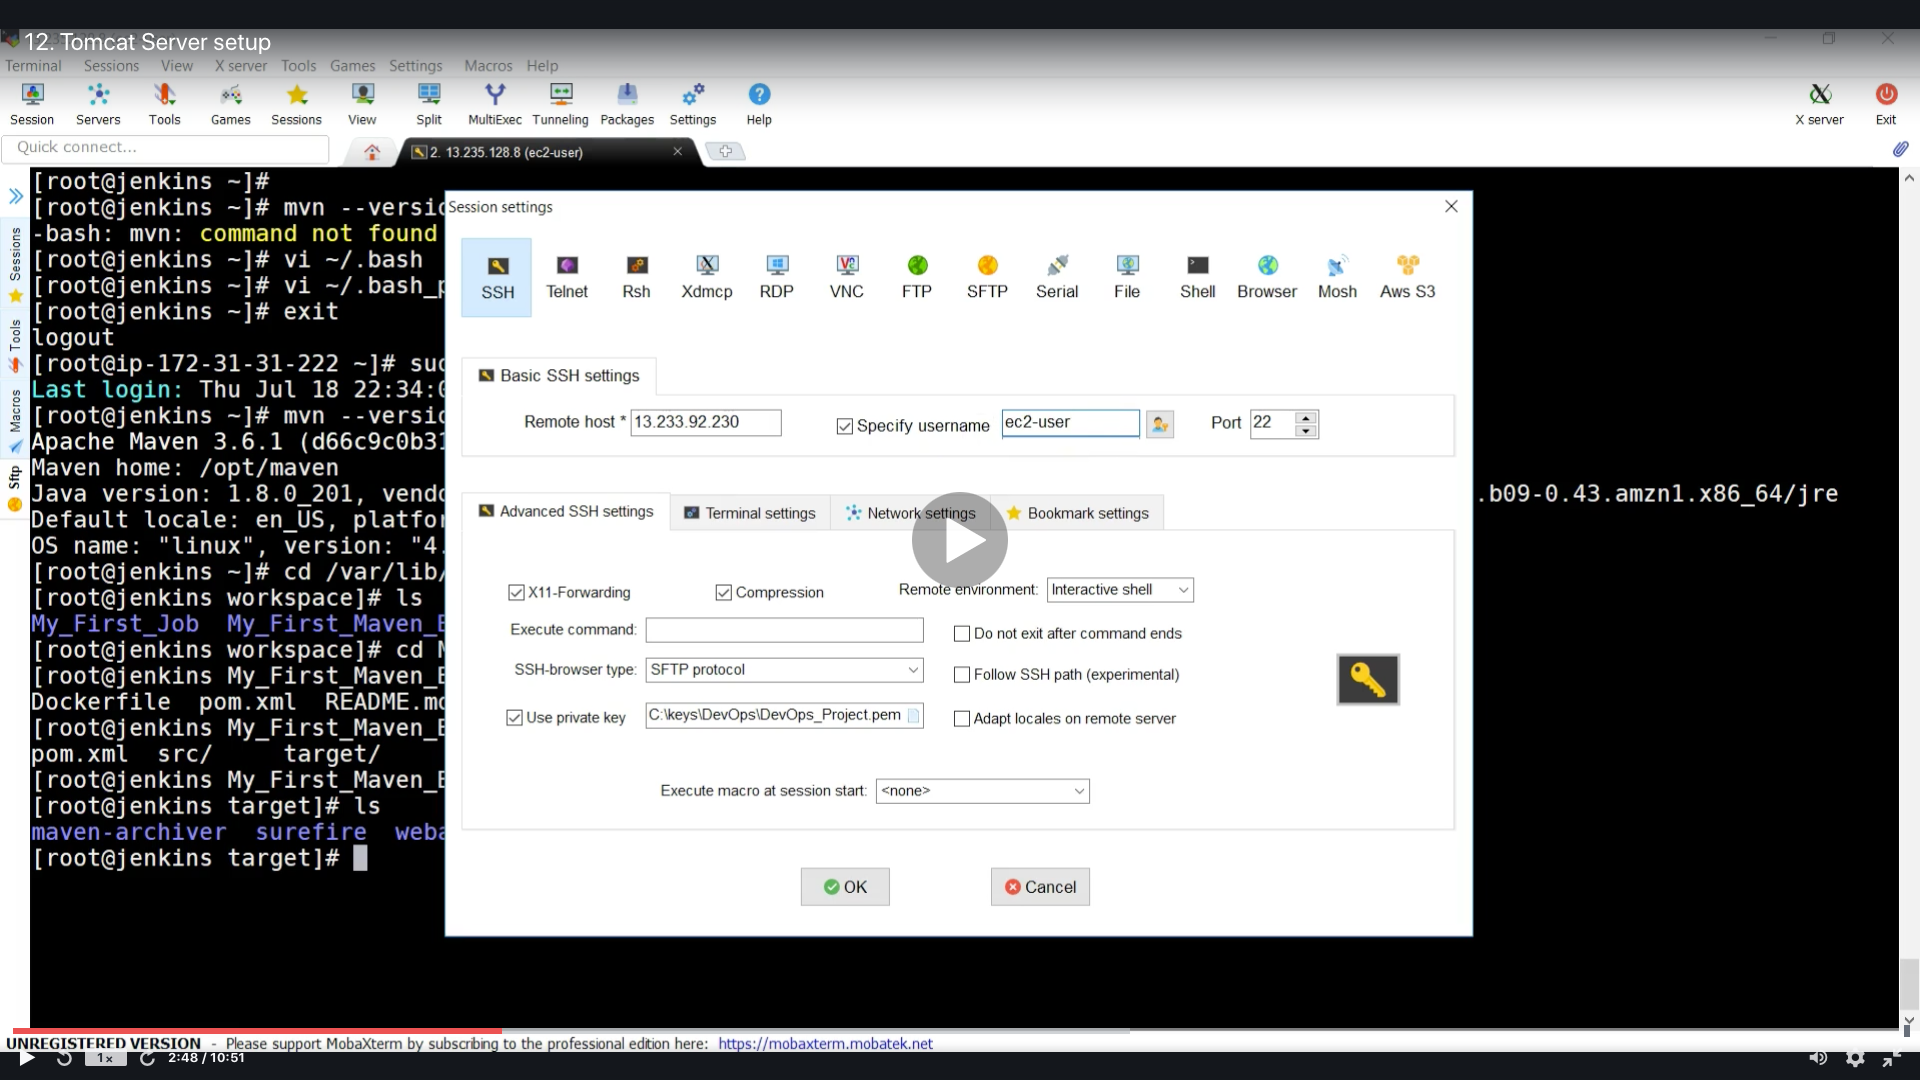 12. Tomcat Server setup
Terminal Sessions View X server Tools Games Settings Macros Help
Session Servers Tools Games Sessions View Split MultiExec Tunneling Packages Settings Help X server Exit
Quick connect...
2. 13.235.128.8 (ec2-user)
Sessions
Tools
Macros
Sftp
[root@jenkins ~]#
[root@jenkins ~]# mvn --versio
-bash: mvn: command not found
[root@jenkins ~]# vi ~/.bash
[root@jenkins ~]# vi ~/.bash_p
[root@jenkins ~]# exit
logout
[root@ip-172-31-31-222 ~]# sud
Last login: Thu Jul 18 22:34:0
[root@jenkins ~]# mvn --versio
Apache Maven 3.6.1 (d66c9c0b31
Maven home: /opt/maven
Java version: 1.8.0_201, vendo .b09-0.43.amzn1.x86_64/jre
Default locale: en_US, platfor
OS name: "linux", version: "4.
[root@jenkins ~]# cd /var/lib/
[root@jenkins workspace]# ls
My_First_Job My_First_Maven_B
[root@jenkins workspace]# cd M
[root@jenkins My_First_Maven_B
Dockerfile pom.xml README.md
[root@jenkins My_First_Maven_B
pom.xml src/ target/
[root@jenkins My_First_Maven_B
[root@jenkins target]# ls
maven-archiver surefire weba
[root@jenkins target]#
Session settings
SSH Telnet Rsh Xdmcp RDP VNC FTP SFTP Serial File Shell Browser Mosh Aws S3
Basic SSH settings
Remote host * 13.233.92.230 Specify username ec2-user Port 22
Advanced SSH settings Terminal settings Network settings Bookmark settings
X11-Forwarding Compression Remote environment: Interactive shell
Execute command: Do not exit after command ends
SSH-browser type: SFTP protocol Follow SSH path (experimental)
Use private key C:\keys\DevOps\DevOps_Project.pem Adapt locales on remote server
Execute macro at session start: <none>
OK Cancel
UNREGISTERED VERSION - Please support MobaXterm by subscribing to the professional edition here: https://mobaxterm.mobatek.net
1x 2:48 / 10:51